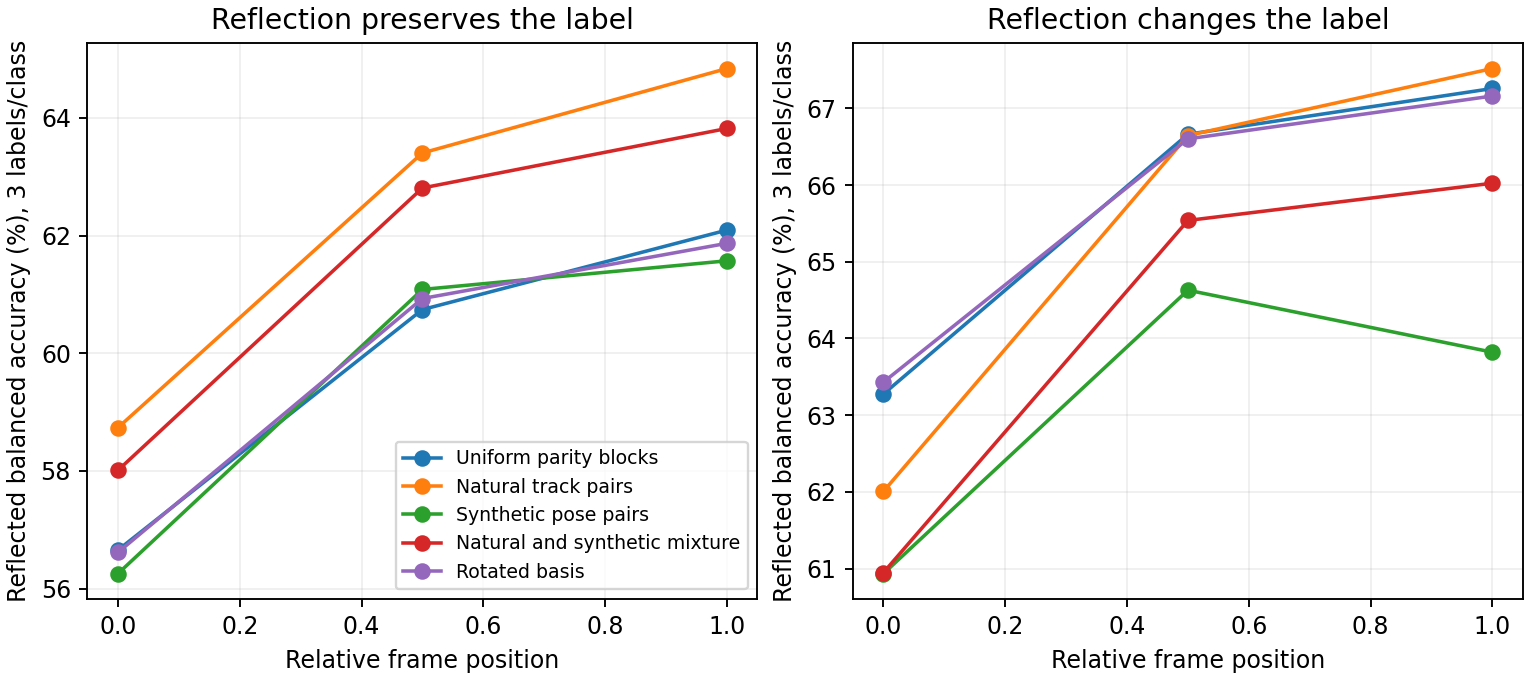 Reflection preserves the label
Reflected balanced accuracy (%), 3 labels/class
64
62
60
58
56
0.0
0.2
0.4
0.6
0.8
1.0
Relative frame position
Uniform parity blocks
Natural track pairs
Synthetic pose pairs
Natural and synthetic mixture
Rotated basis
Reflection changes the label
Reflected balanced accuracy (%), 3 labels/class
67
66
65
64
63
62
61
0.0
0.2
0.4
0.6
0.8
1.0
Relative frame position